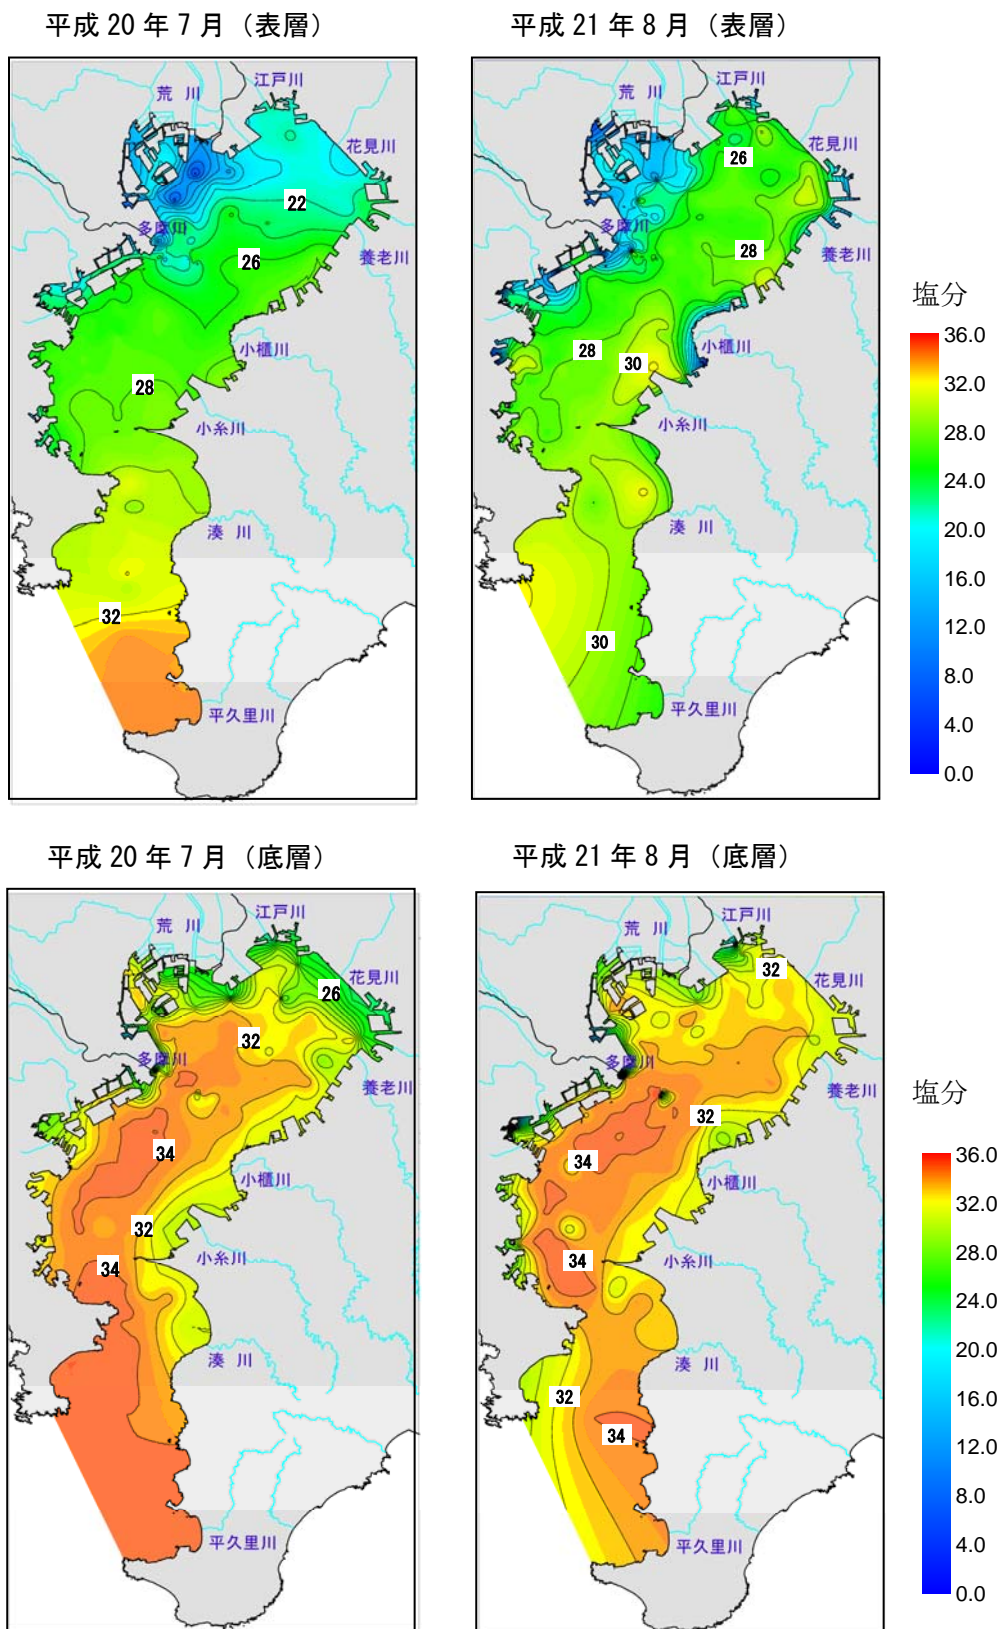 平成 20 年 7 月（表層）
平成 21 年 8 月（表層）
荒 川
江戸川
花見川
22
多摩川
26
養老川
小櫃川
28
小糸川
湊 川
32
平久里川
荒 川
江戸川
26
花見川
多摩川
28
養老川
小櫃川
28
30
小糸川
湊 川
30
平久里川
塩分
36.0
32.0
28.0
24.0
20.0
16.0
12.0
8.0
4.0
0.0
平成 20 年 7 月（底層）
平成 21 年 8 月（底層）
荒 川
江戸川
花見川
26
32
多摩川
養老川
34
小櫃川
32
小糸川
34
湊 川
平久里川
荒 川
江戸川
32
花見川
多摩川
養老川
32
34
小櫃川
34
小糸川
湊 川
32
34
平久里川
塩分
36.0
32.0
28.0
24.0
20.0
16.0
12.0
8.0
4.0
0.0